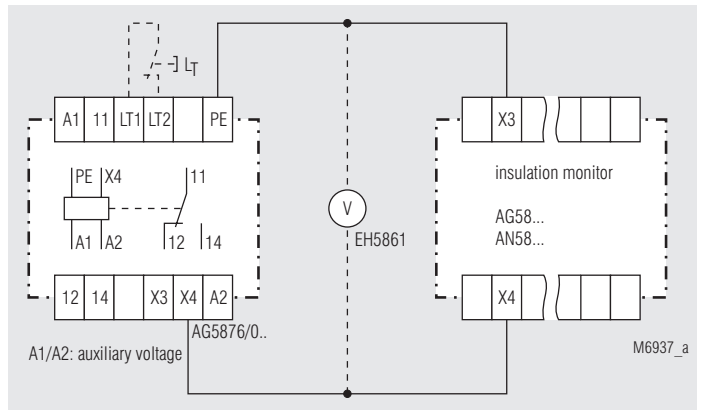 LT
A1 11 LT1 LT2 PE
X3
PE X4 11
A1 A2 12 14
insulation monitor
AG58...
AN58...
V
EH5861
12 14 X3 X4 A2
X4
AG5876/0..
A1/A2: auxiliary voltage
M6937_a